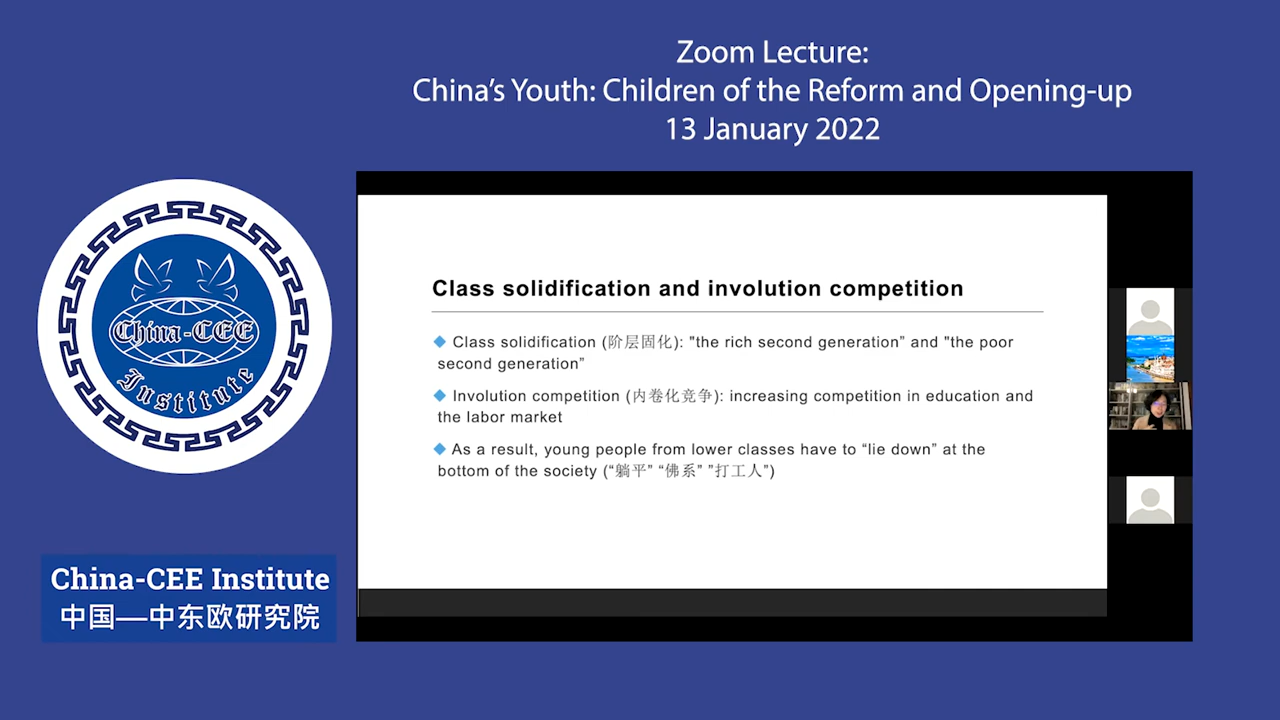 Zoom Lecture:
China's Youth: Children of the Reform and Opening-up
13 January 2022
China-CEE
Institute
Class solidification and involution competition
Class solidification (阶层固化): "the rich second generation” and "the poor
second generation”
Involution competition (内卷化竞争): increasing competition in education and
the labor market
As a result, young people from lower classes have to “lie down” at the
bottom of the society (“躺平” “佛系” ”打工人”)
China-CEE Institute
中国—中东欧研究院